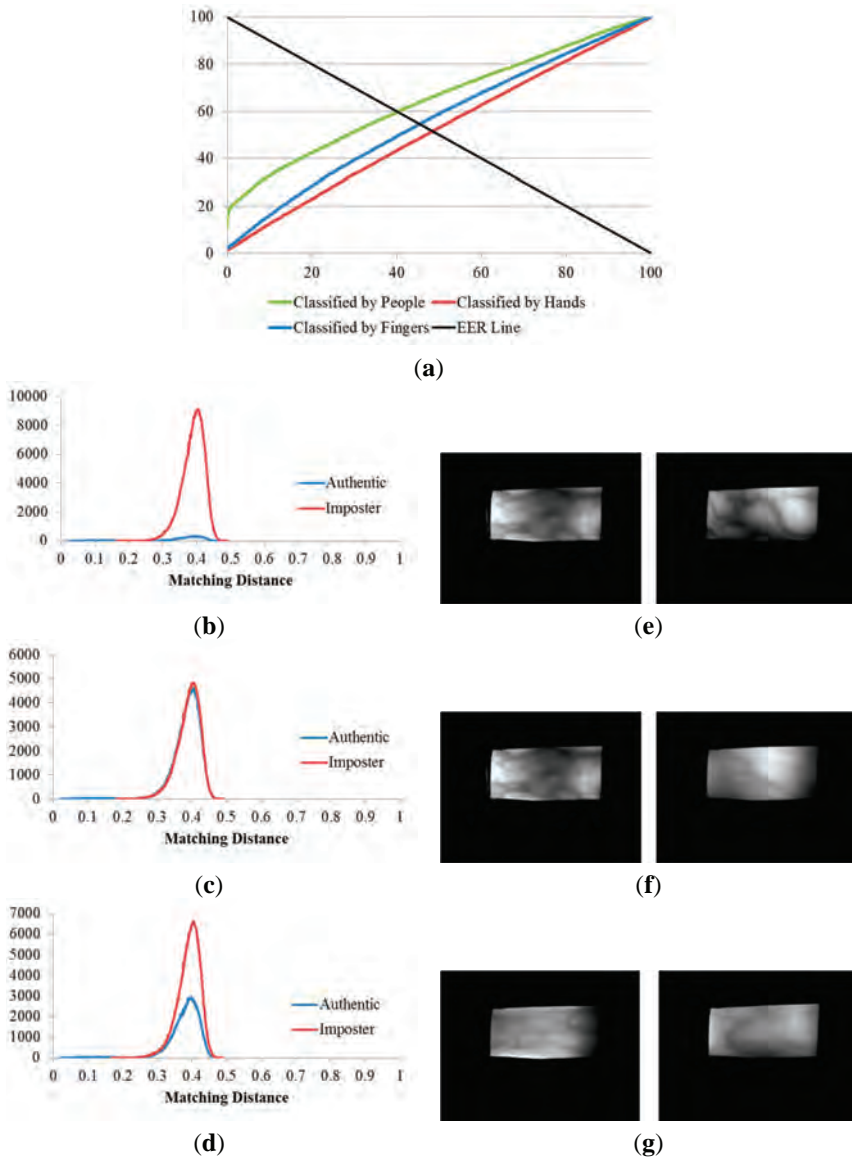 100
80
60
40
20
0
0 20 40 60 80 100
Classified by People Classified by Hands
Classified by Fingers EER Line
(a)
10000
8000
6000
4000
2000
0
Authentic
Imposter
0 0.1 0.2 0.3 0.4 0.5 0.6 0.7 0.8 0.9 1
Matching Distance
(b) (e)
6000
5000
4000
3000
2000
1000
0
Authentic
Imposter
0 0.1 0.2 0.3 0.4 0.5 0.6 0.7 0.8 0.9 1
Matching Distance
(c) (f)
7000
6000
5000
4000
3000
2000
1000
0
Authentic
Imposter
0 0.1 0.2 0.3 0.4 0.5 0.6 0.7 0.8 0.9 1
Matching Distance
(d) (g)